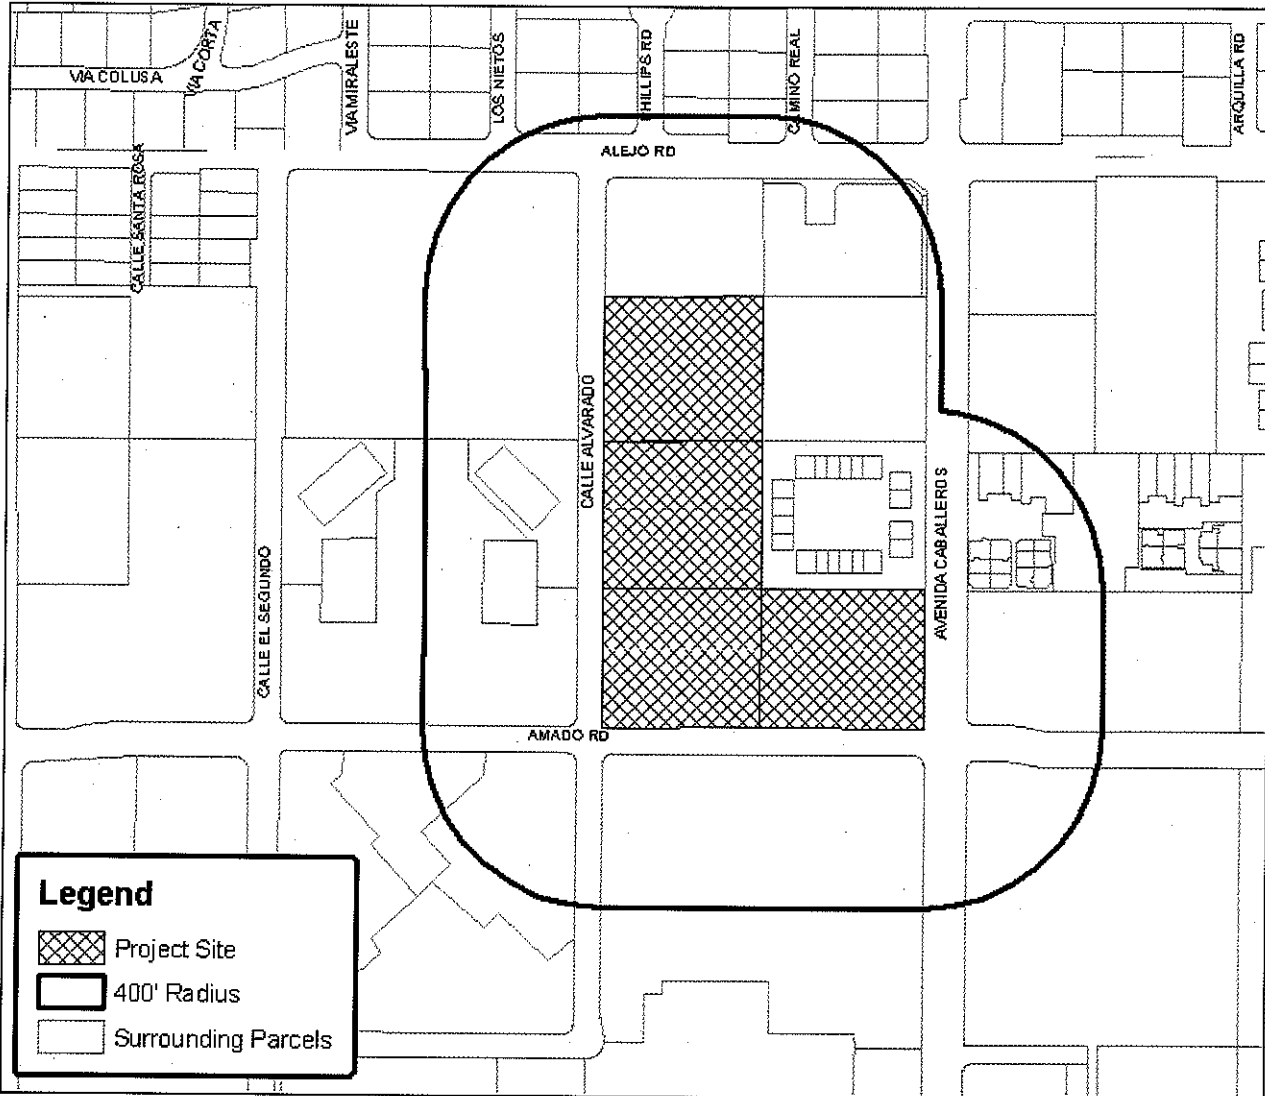 VIA COLUSA
VIA CORTA
VIA MIRALESTE
LOS NIETOS
PHILLIPS RD
CAMINO REAL
ARQUILLA RD
ALEJO RD
CALLE SANTA ROSA
CALLE ALVARADO
CALLE EL SEGUNDO
AVENIDA CABALLEROS
AMADO RD
Legend
Project Site
400' Radius
Surrounding Parcels